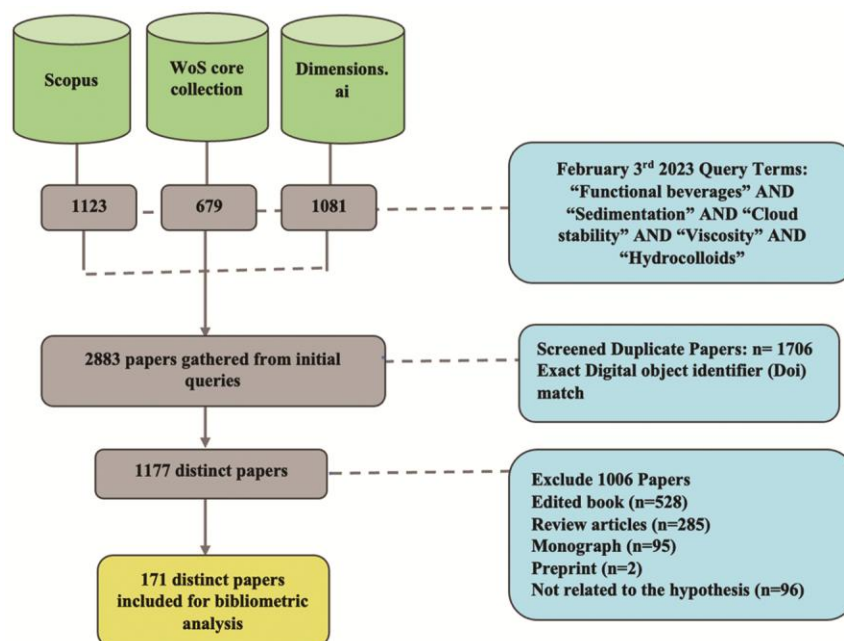 Scopus
WoS core
collection
Dimensions.
ai
1123
679
1081
February 3rd 2023 Query Terms:
“Functional beverages” AND
“Sedimentation” AND “Cloud
stability” AND “Viscosity” AND
“Hydrocolloids”
2883 papers gathered from initial
queries
Screened Duplicate Papers: n= 1706
Exact Digital object identifier (Doi)
match
1177 distinct papers
Exclude 1006 Papers
Edited book (n=528)
Review articles (n=285)
Monograph (n=95)
Preprint (n=2)
Not related to the hypothesis (n=96)
171 distinct papers
included for bibliometric
analysis